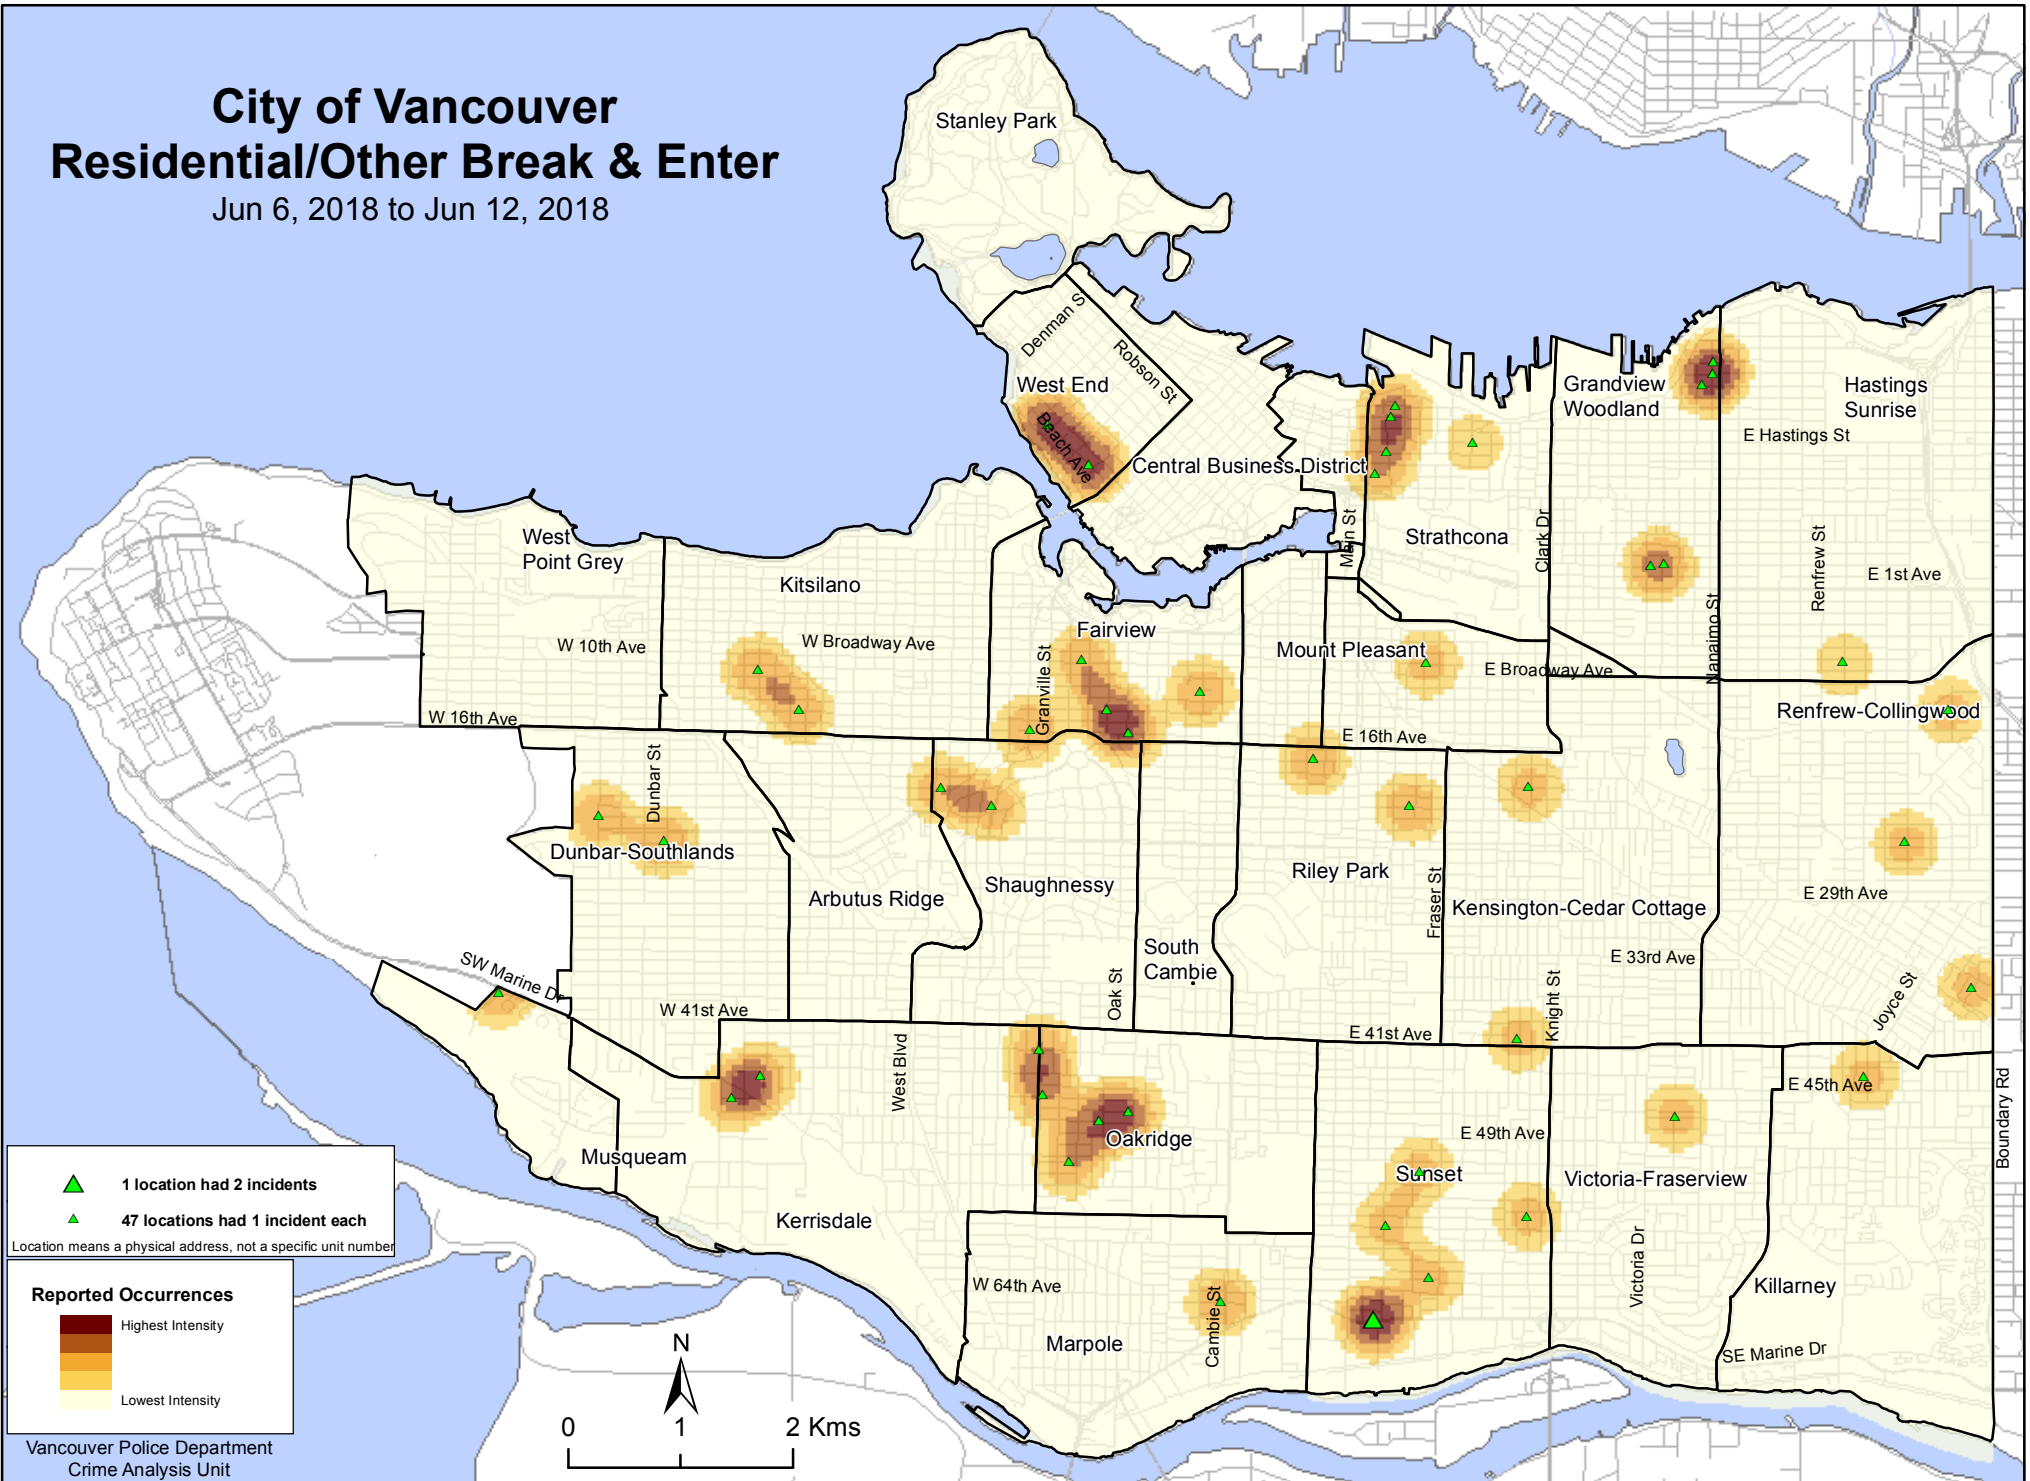 City of Vancouver
Residential/Other Break & Enter
Jun 6, 2018 to Jun 12, 2018
Stanley Park
Denman S
Robson St
West End
Beach Ave
Central Business District
Grandview
Woodland
Hastings
Sunrise
E Hastings St
West
Point Grey
Kitsilano
Main St
Strathcona
Clark Dr
Renfrew St
E 1st Ave
W 10th Ave
W Broadway Ave
Fairview
Granville St
Mount Pleasant
E Broadway Ave
Nanaimo St
W 16th Ave
E 16th Ave
Renfrew-Collingwood
Dunbar St
Dunbar-Southlands
Arbutus Ridge
Shaughnessy
Riley Park
Fraser St
Kensington-Cedar Cottage
E 29th Ave
South
Cambie
E 33rd Ave
SW Marine Dr
W 41st Ave
Oak St
E 41st Ave
Knight St
Joyce St
West Blvd
E 45th Ave
Boundary Rd
Oakridge
E 49th Ave
Musqueam
Sunset
Victoria-Fraserview
Kerrisdale
W 64th Ave
Victoria Dr
Killarney
Marpole
Cambie St
SE Marine Dr
1 location had 2 incidents
47 locations had 1 incident each
Location means a physical address, not a specific unit number
Reported Occurrences
Highest Intensity
Lowest Intensity
N
0 1 2 Kms
Vancouver Police Department
Crime Analysis Unit